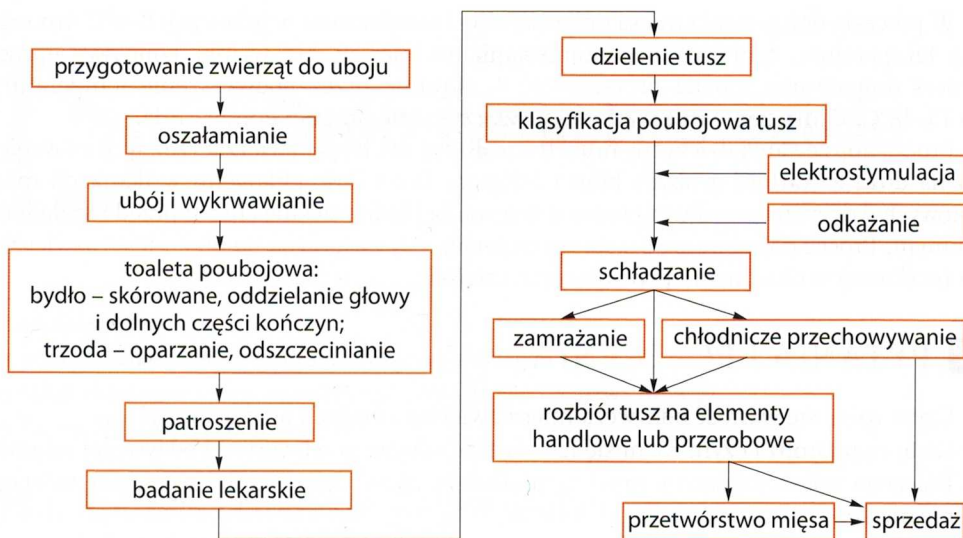 przygotowanie zwierząt do uboju
oszałamianie
ubój i wykrwawianie
toaleta poubojowa:
bydło – skórowane, oddzielanie głowy
i dolnych części kończyn;
trzoda – oparzanie, odszczecinianie
patroszenie
badanie lekarskie
dzielenie tusz
klasyfikacja poubojowa tusz
elektrostymulacja
odkażanie
schładzanie
zamrażanie
chłodnicze przechowywanie
rozbiór tusz na elementy
handlowe lub przerobowe
przetwórstwo mięsa
sprzedaż